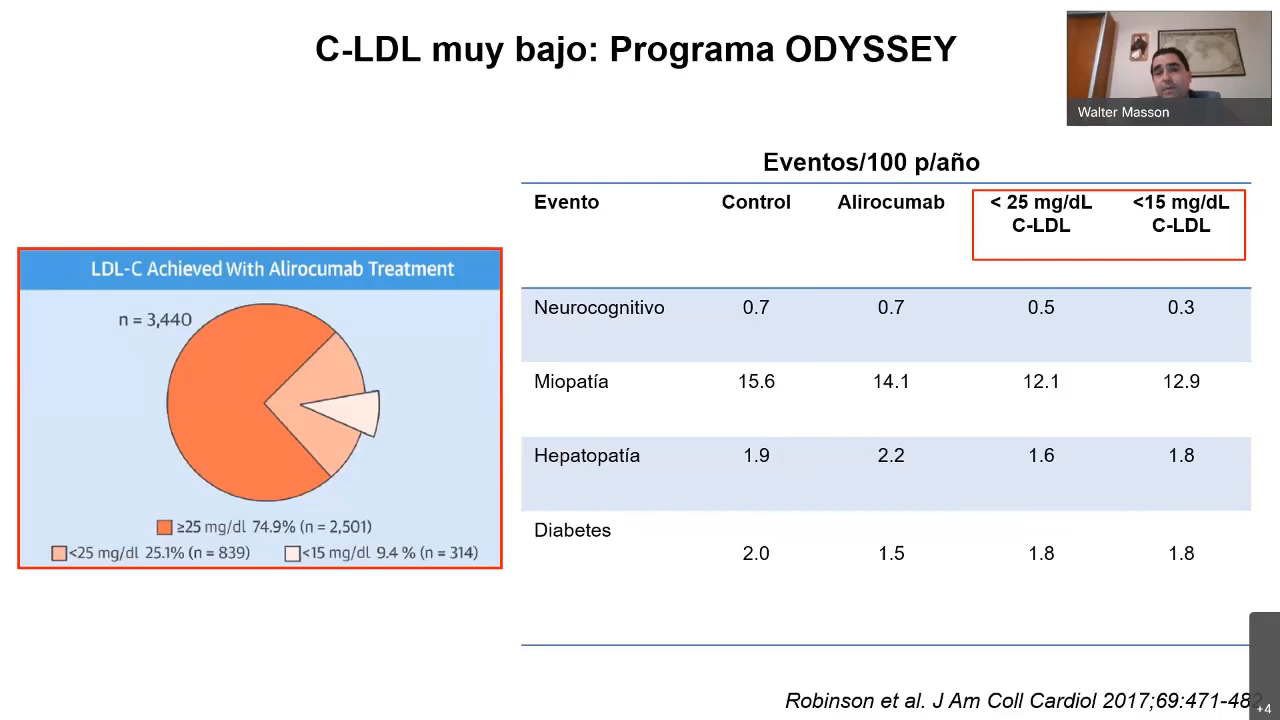 C-LDL muy bajo: Programa ODYSSEY
Walter Masson
Eventos/100 p/año
Evento Control Alirocumab < 25 mg/dL C-LDL <15 mg/dL C-LDL
Neurocognitivo 0.7 0.7 0.5 0.3
Miopatía 15.6 14.1 12.1 12.9
Hepatopatía 1.9 2.2 1.6 1.8
Diabetes 2.0 1.5 1.8 1.8
LDL-C Achieved With Alirocumab Treatment
n = 3,440
≥25 mg/dl 74.9% (n = 2,501)
<25 mg/dl 25.1% (n = 839) <15 mg/dl 9.4 % (n = 314)
Robinson et al. J Am Coll Cardiol 2017;69:471-482
+4